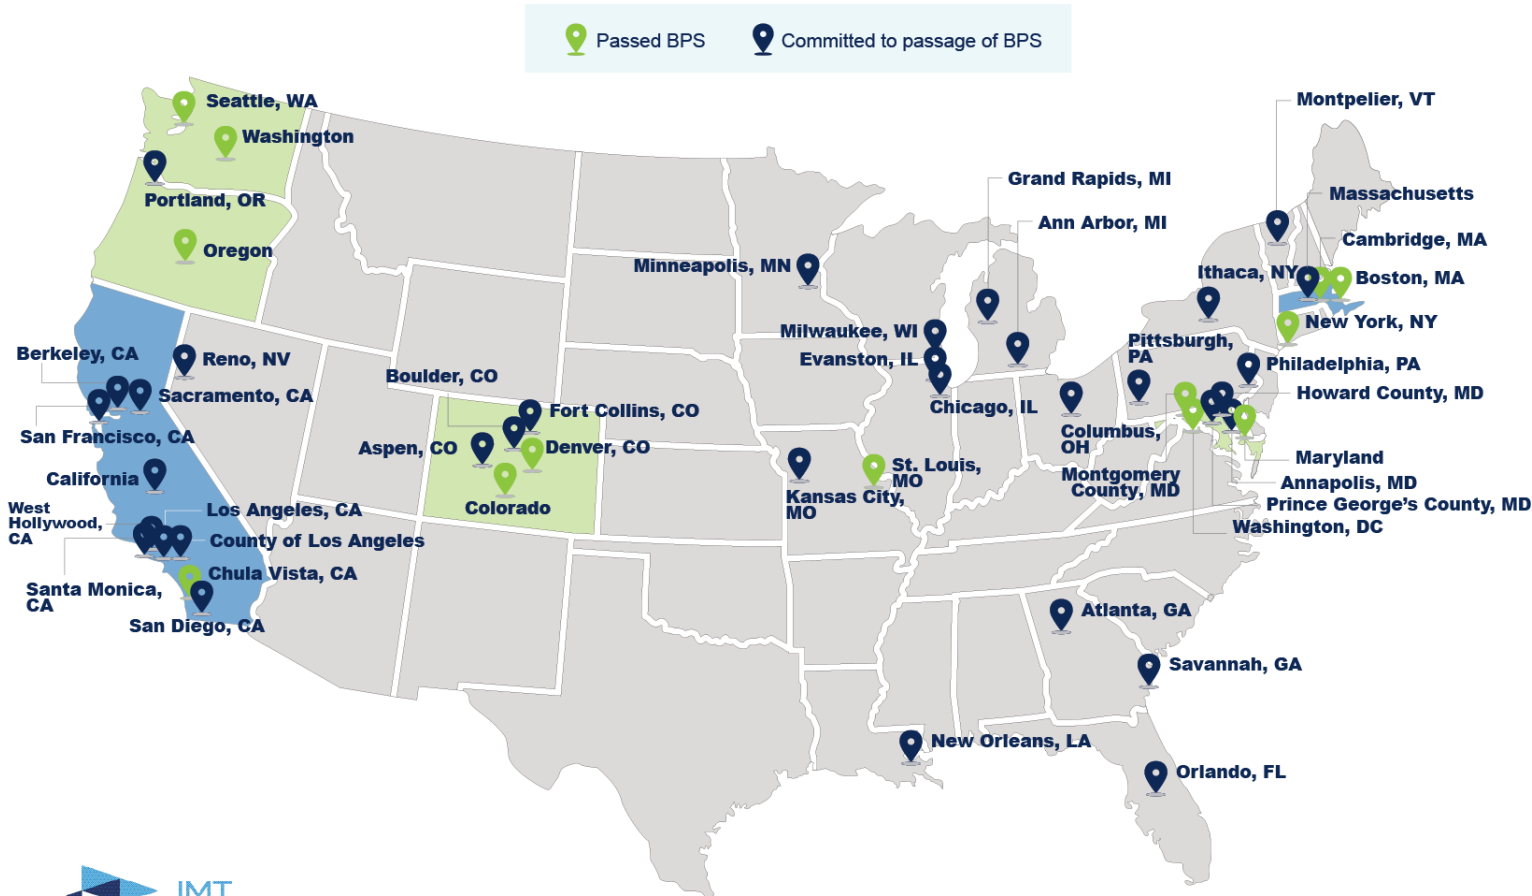 Passed BPS
Committed to passage of BPS
Seattle, WA
Washington
Portland, OR
Oregon
Montpelier, VT
Grand Rapids, MI
Massachusetts
Ann Arbor, MI
Cambridge, MA
Minneapolis, MN
Ithaca, NY
Boston, MA
New York, NY
Milwaukee, WI
Pittsburgh,
PA
Berkeley, CA
Reno, NV
Evanston, IL
Philadelphia, PA
Boulder, CO
Sacramento, CA
Howard County, MD
Fort Collins, CO
Chicago, IL
San Francisco, CA
Columbus,
OH
Aspen, CO
Denver, CO
Maryland
St. Louis,
MO
California
Montgomery
County, MD
Annapolis, MD
Kansas City,
MO
Colorado
Prince George's County, MD
West
Hollywood,
CA
Los Angeles, CA
Washington, DC
County of Los Angeles
Chula Vista, CA
Santa Monica,
CA
San Diego, CA
Atlanta, GA
Savannah, GA
New Orleans, LA
Orlando, FL
IMT